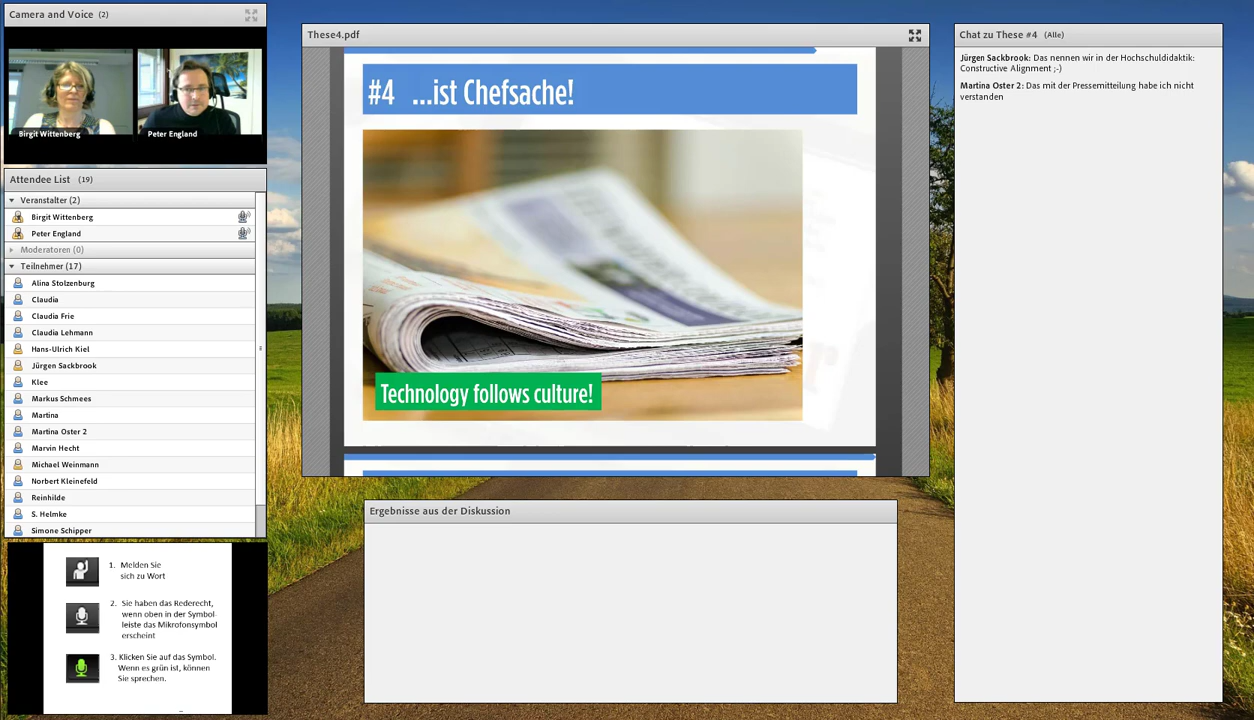 Camera and Voice (2)
Birgit Wittenberg
Peter England
Attendee List (19)
Veranstalter (2)
Birgit Wittenberg
Peter England
Moderatoren (0)
Teilnehmer (17)
Alina Stolzenburg
Claudia
Claudia Frie
Claudia Lehmann
Hans-Ulrich Kiel
Jürgen Sackbrook
Klee
Markus Schmees
Martina
Martina Oster 2
Marvin Hecht
Michael Weinmann
Norbert Kleinefeld
Reinhilde
S. Helmke
Simone Schipper
1. Melden Sie
sich zu Wort
2. Sie haben das Rederecht,
wenn oben in der Symbol-
leiste das Mikrofonsymbol
erscheint
3. Klicken Sie auf das Symbol.
Wenn es grün ist, können
Sie sprechen.
These4.pdf
#4 ...ist Chefsache!
Technology follows culture!
Ergebnisse aus der Diskussion
Chat zu These #4 (Alle)
Jürgen Sackbrook: Das nennen wir in der Hochschuldidaktik:
Constructive Alignment ;-)
Martina Oster 2: Das mit der Pressemitteilung habe ich nicht
verstanden